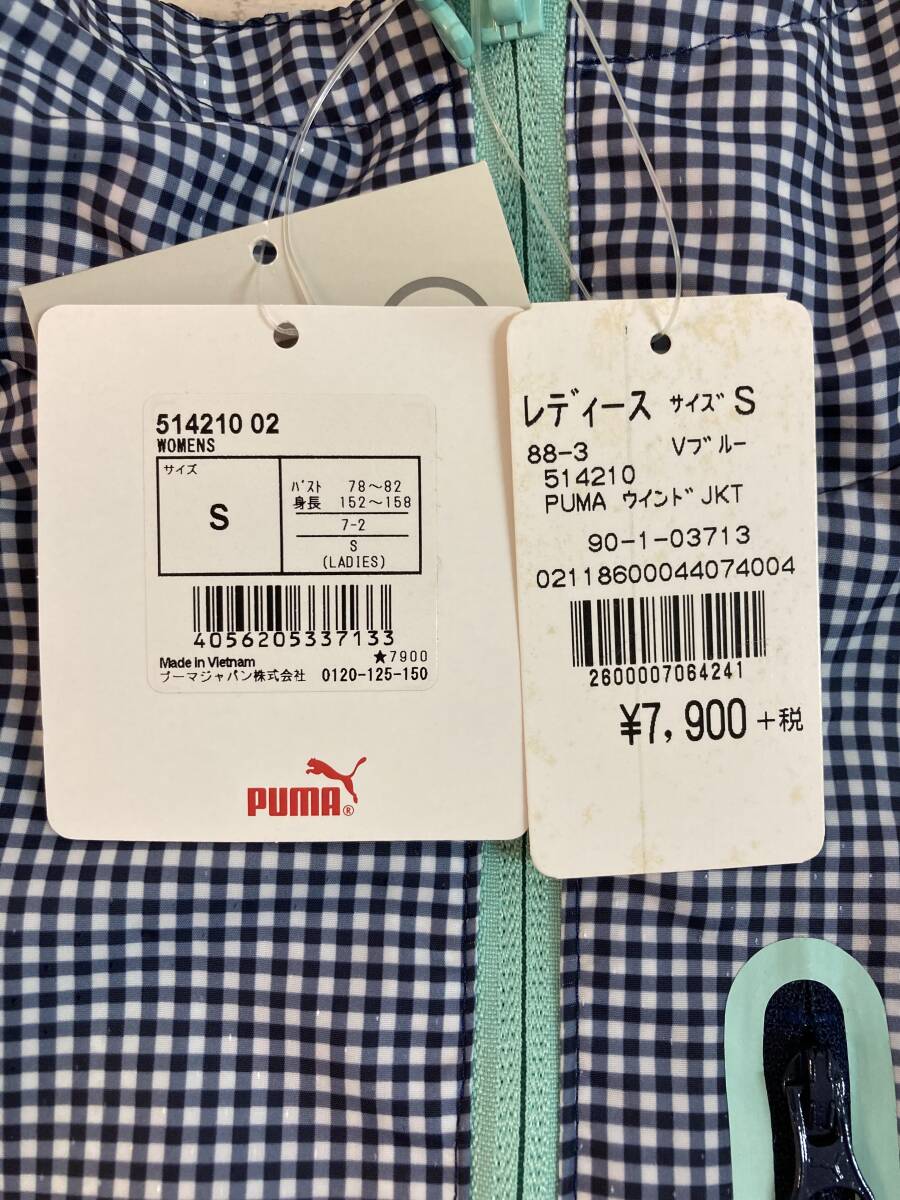 514210 02
WOMENS
サイズ
S
バスト 78～82
身長 152～158
7-2
S
(LADIES)
4056205337133
Made in Vietnam ★7900
プーマジャパン株式会社 0120-125-150
PUMA®
レディース サイズ S
88-3 Vブルー
514210
PUMA ウインドJKT
90-1-03713
02118600044074004
2600007064241
¥7,900 +税